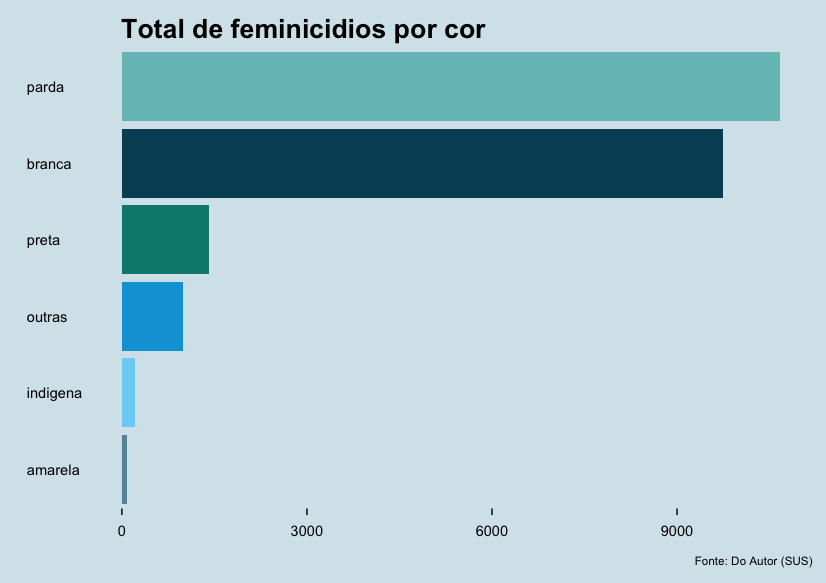 Total de feminicidios por cor
parda
branca
preta
outras
indigena
amarela
0 3000 6000 9000
Fonte: Do Autor (SUS)